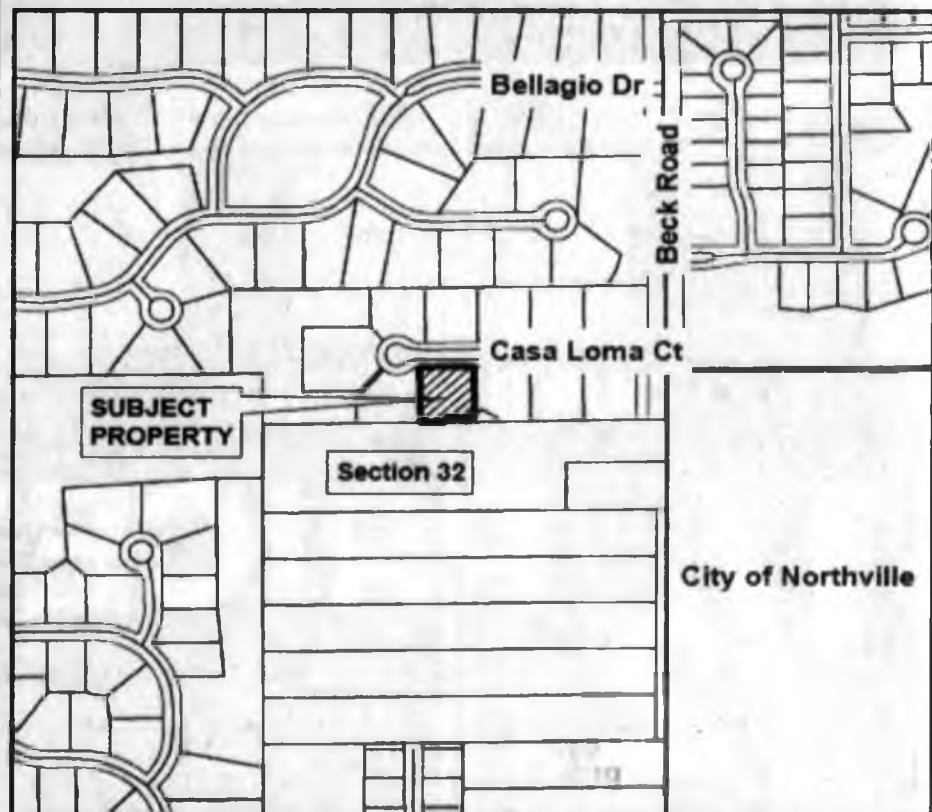 Bellagio Dr
Beck Road
Casa Loma Ct
SUBJECT
PROPERTY
Section 32
City of Northville